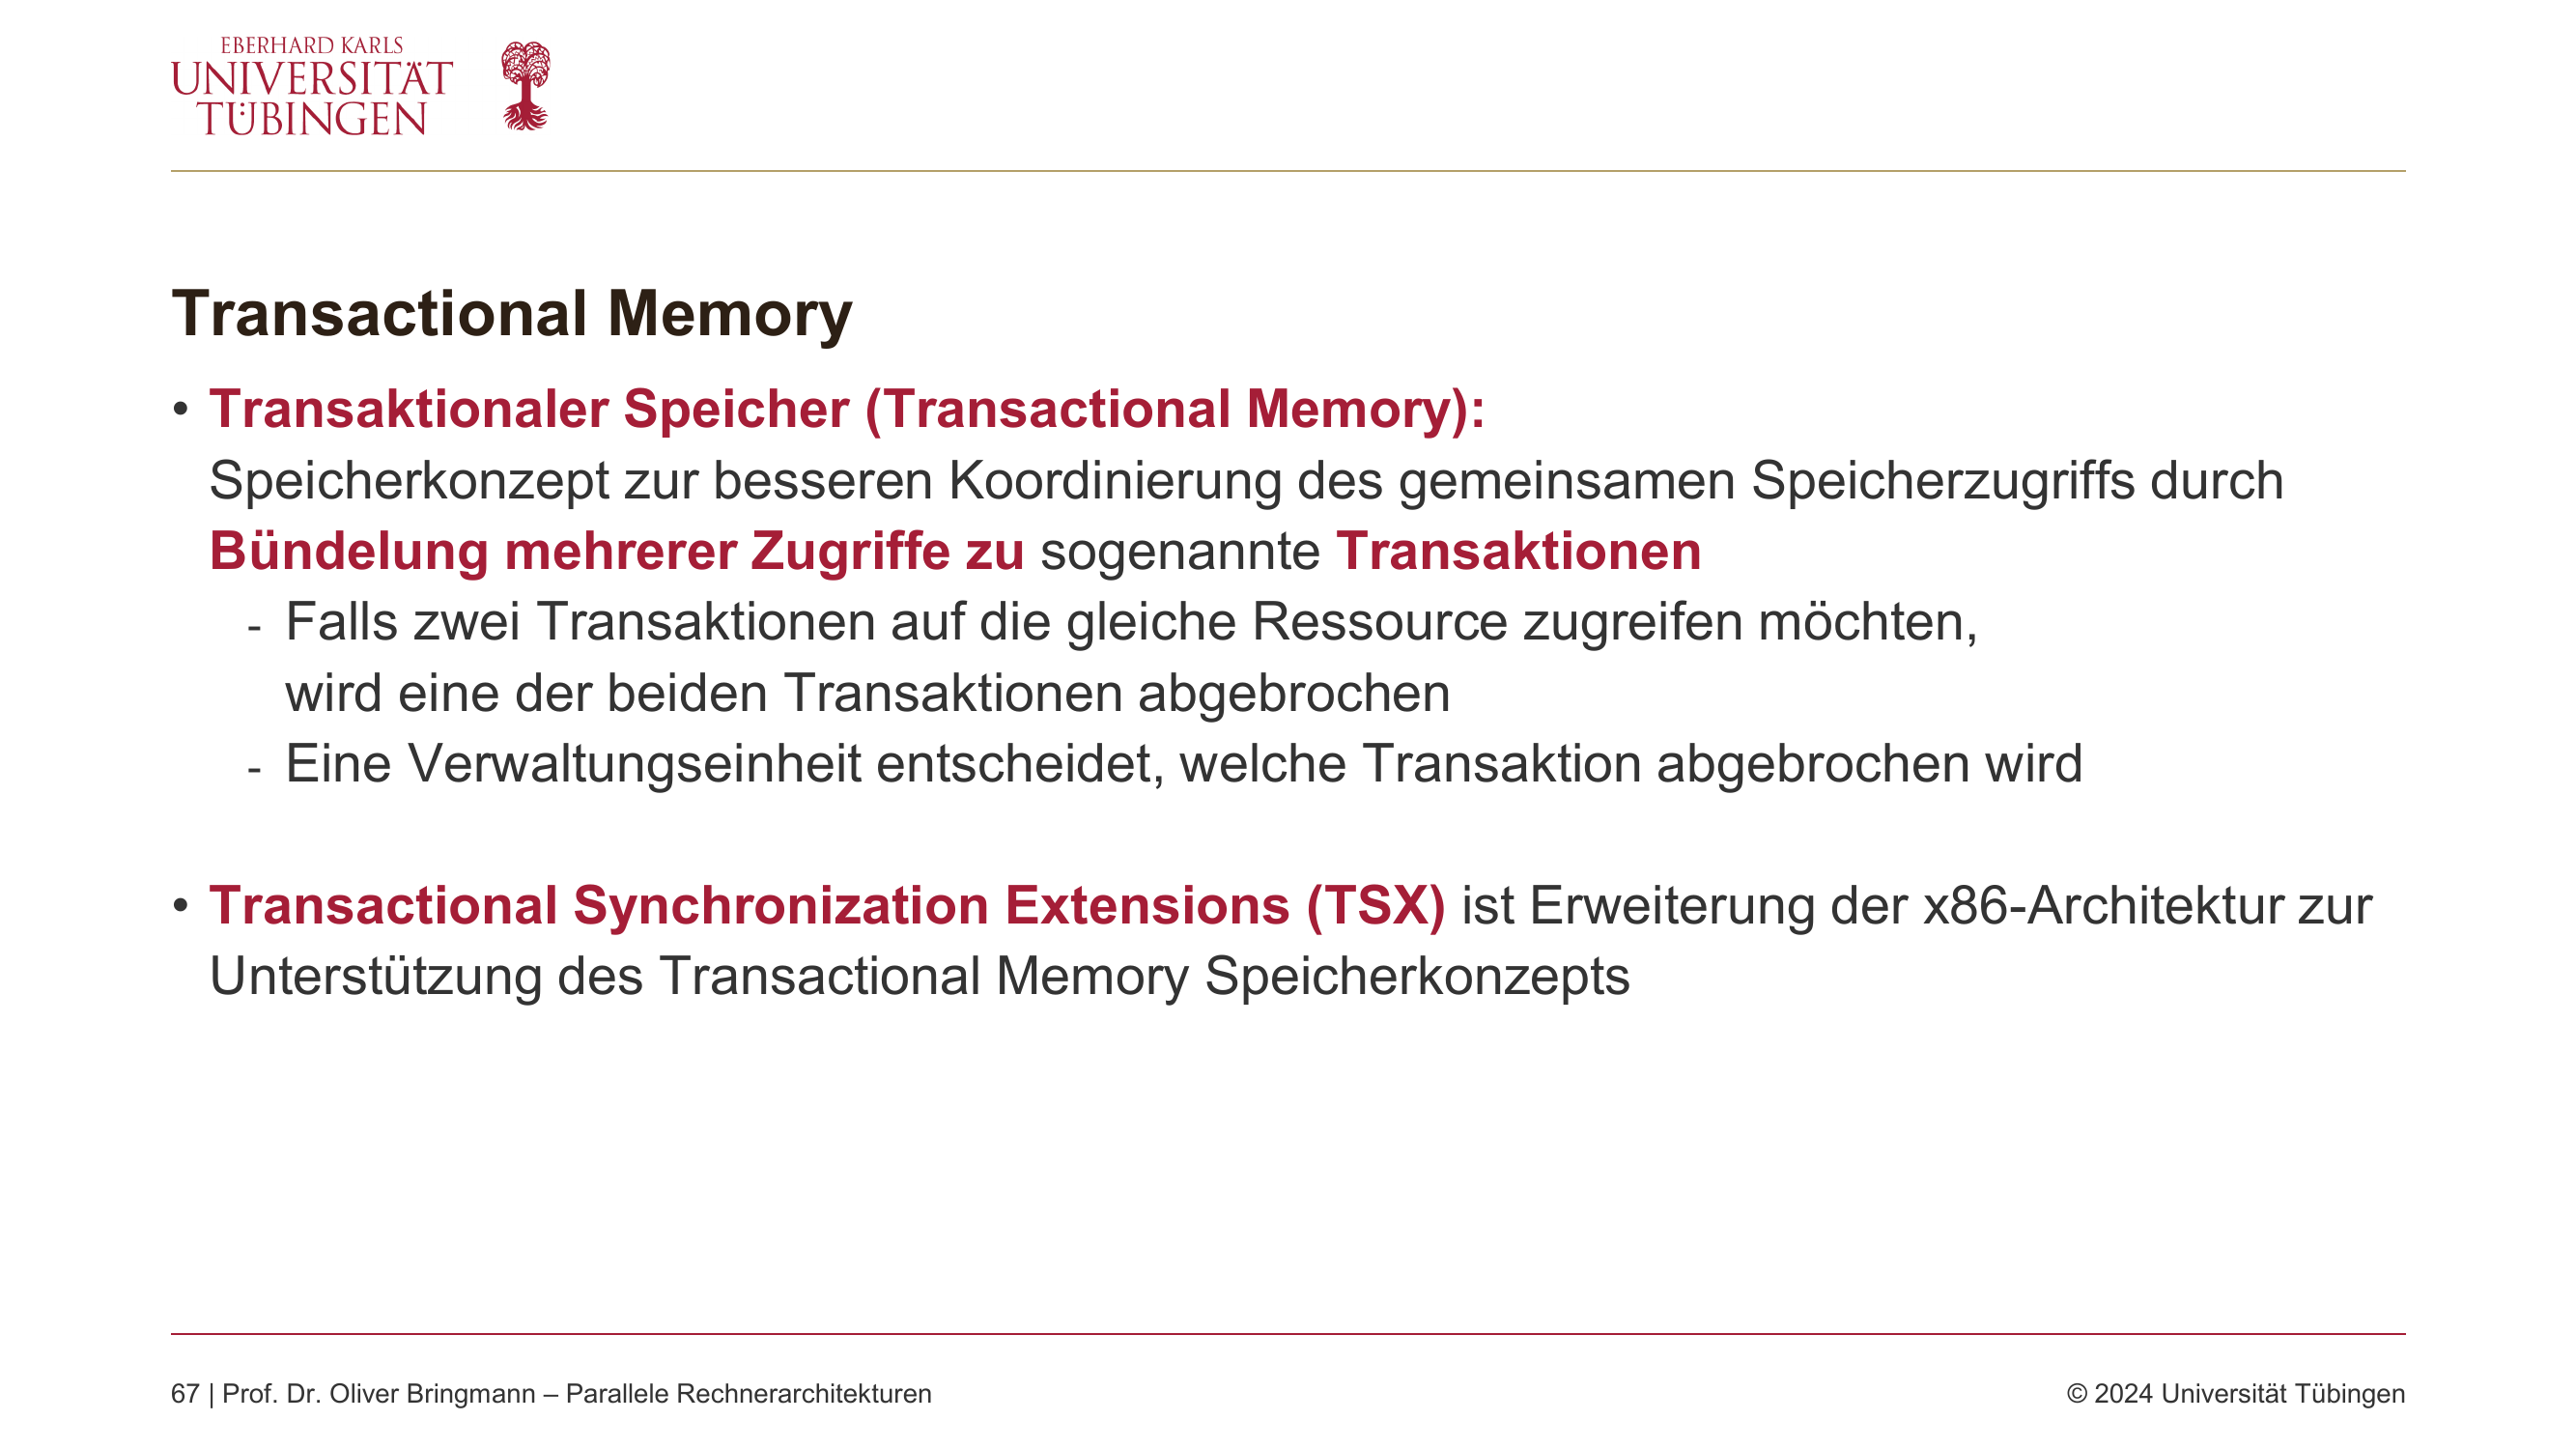 EBERHARD KARLS
UNIVERSITÄT
TÜBINGEN
Transactional Memory
• Transaktionaler Speicher (Transactional Memory):
Speicherkonzept zur besseren Koordinierung des gemeinsamen Speicherzugriffs durch
Bündelung mehrerer Zugriffe zu sogenannte Transaktionen
- Falls zwei Transaktionen auf die gleiche Ressource zugreifen möchten,
wird eine der beiden Transaktionen abgebrochen
- Eine Verwaltungseinheit entscheidet, welche Transaktion abgebrochen wird
• Transactional Synchronization Extensions (TSX) ist Erweiterung der x86-Architektur zur
Unterstützung des Transactional Memory Speicherkonzepts
67 | Prof. Dr. Oliver Bringmann – Parallele Rechnerarchitekturen
© 2024 Universität Tübingen